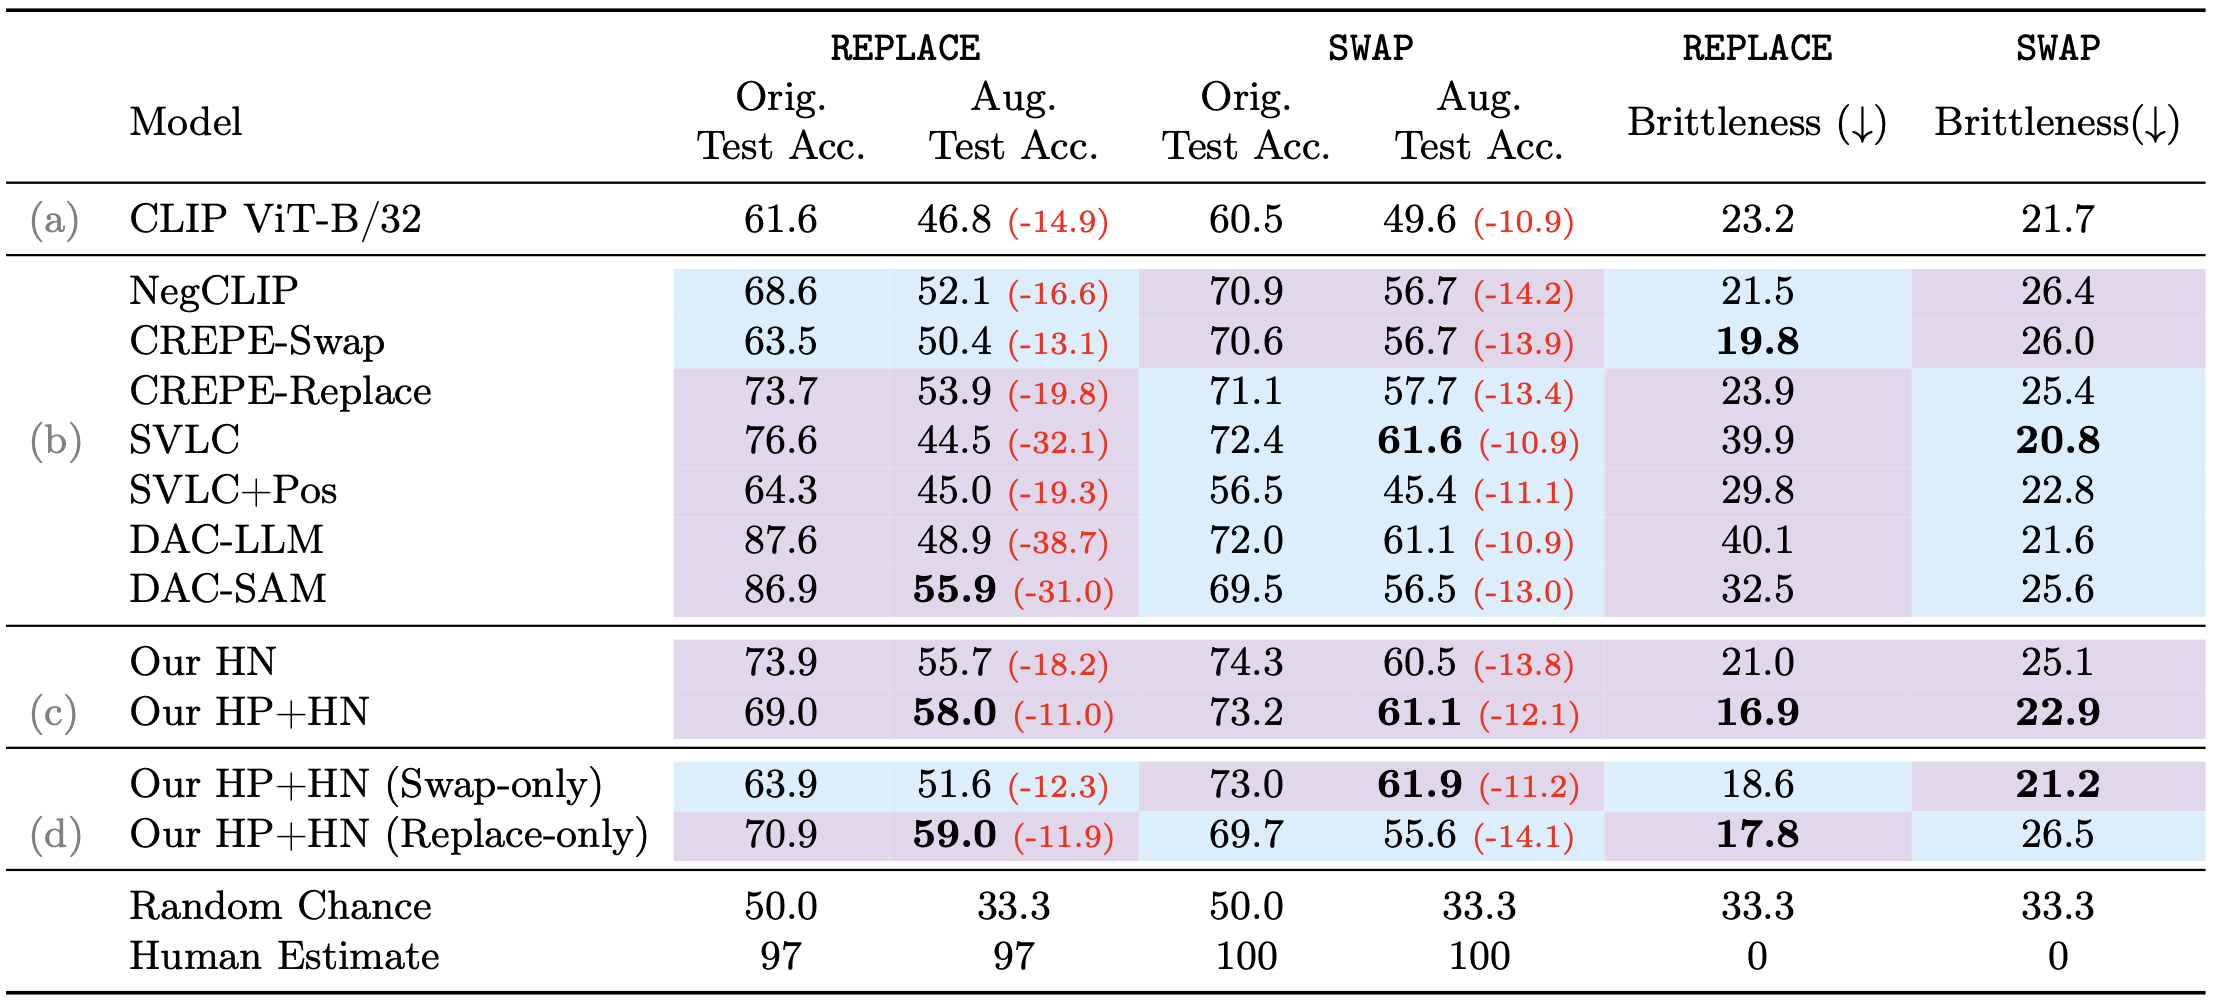 REPLACE SWAP REPLACE SWAP
Model Orig. Test Acc. Aug. Test Acc. Orig. Test Acc. Aug. Test Acc. Brittleness (↓) Brittleness(↓)
(a) CLIP ViT-B/32 61.6 46.8 (-14.9) 60.5 49.6 (-10.9) 23.2 21.7
NegCLIP 68.6 52.1 (-16.6) 70.9 56.7 (-14.2) 21.5 26.4
CREPE-Swap 63.5 50.4 (-13.1) 70.6 56.7 (-13.9) 19.8 26.0
CREPE-Replace 73.7 53.9 (-19.8) 71.1 57.7 (-13.4) 23.9 25.4
(b) SVLC 76.6 44.5 (-32.1) 72.4 61.6 (-10.9) 39.9 20.8
SVLC+Pos 64.3 45.0 (-19.3) 56.5 45.4 (-11.1) 29.8 22.8
DAC-LLM 87.6 48.9 (-38.7) 72.0 61.1 (-10.9) 40.1 21.6
DAC-SAM 86.9 55.9 (-31.0) 69.5 56.5 (-13.0) 32.5 25.6
Our HN 73.9 55.7 (-18.2) 74.3 60.5 (-13.8) 21.0 25.1
(c) Our HP+HN 69.0 58.0 (-11.0) 73.2 61.1 (-12.1) 16.9 22.9
Our HP+HN (Swap-only) 63.9 51.6 (-12.3) 73.0 61.9 (-11.2) 18.6 21.2
(d) Our HP+HN (Replace-only) 70.9 59.0 (-11.9) 69.7 55.6 (-14.1) 17.8 26.5
Random Chance 50.0 33.3 50.0 33.3 33.3 33.3
Human Estimate 97 97 100 100 0 0